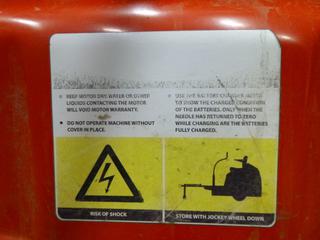 KEEP MOTOR DRY, WATER OR OTHER
LIQUIDS CONTACTING THE MOTOR
WILL VOID MOTOR WARRANTY.
DO NOT OPERATE MACHINE WITHOUT
COVER IN PLACE.
USE THE BATTERY CHARGER METER
TO SHOW THE CHARGED CONDITION
OF THE BATTERIES. ONLY WHEN THE
NEEDLE HAS RETURNED TO ZERO
WHILE CHARGING ARE THE BATTERIES
FULLY CHARGED.
RISK OF SHOCK
STORE WITH JOCKEY WHEEL DOWN